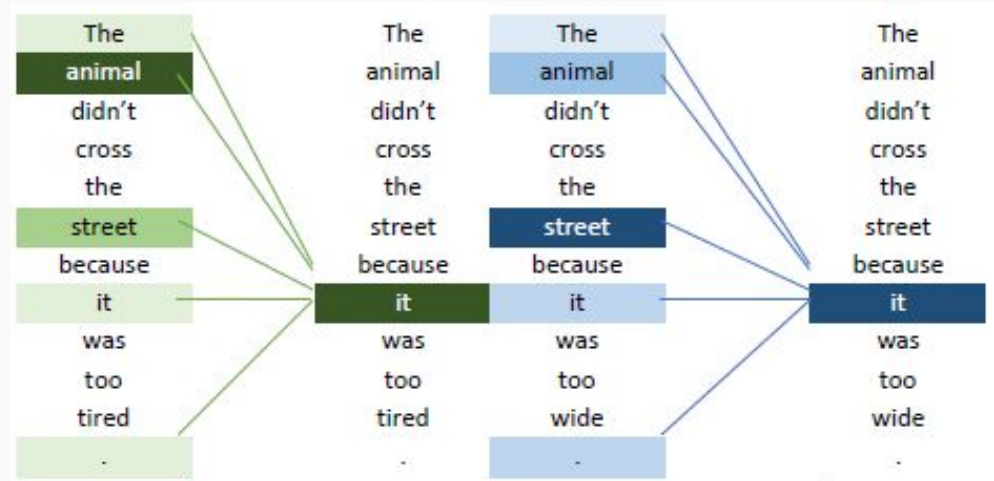 The The The The
animal animal animal animal
didn't didn't didn't didn't
cross cross cross cross
the the the the
street street street street
because because because because
it it it it
was was was was
too too too too
tired tired wide wide
. . . .